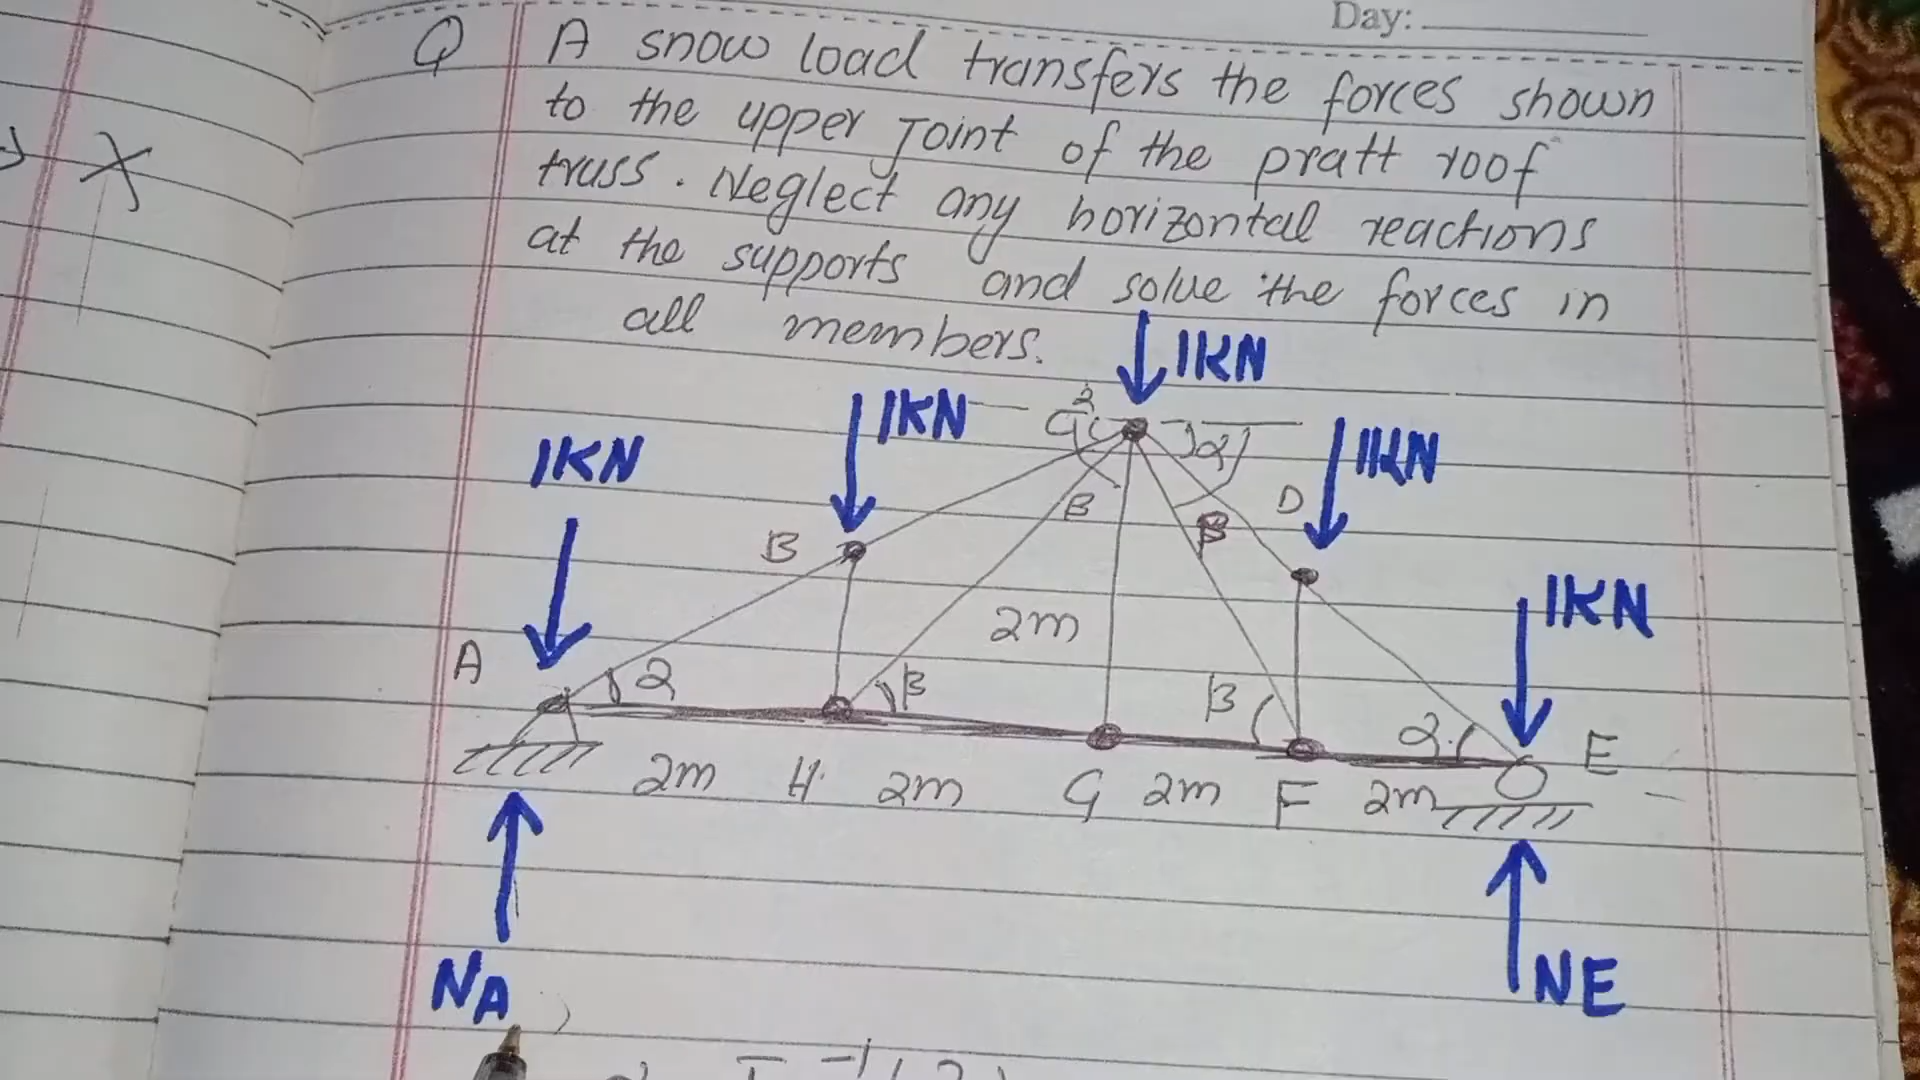 Day:
Q A snow load transfers the forces shown
to the upper Joint of the pratt roof
truss. Neglect any horizontal reactions
at the supports and solve the forces in
all members.
1KN
1KN
1KN
1KN
1KN
B
D
β
β
2m
A
2
β
β
2
E
2m H 2m G 2m F 2m
NA
NE